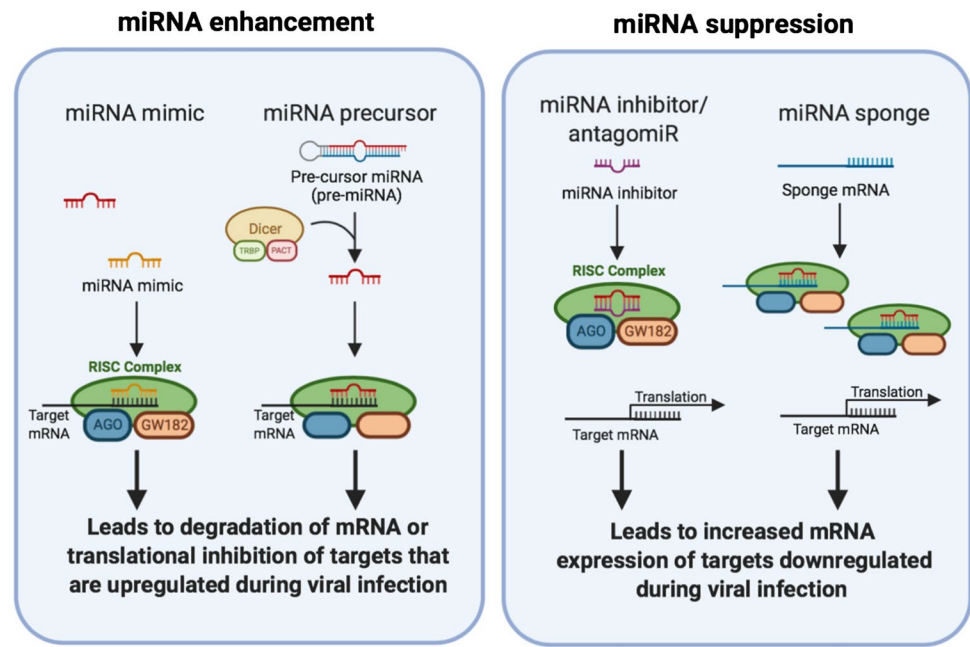 miRNA enhancement
miRNA mimic
miRNA mimic
RISC Complex
Target
mRNA
AGO
GW182
miRNA precursor
Pre-cursor miRNA
(pre-miRNA)
Dicer
TRBP
PACT
Target
mRNA
Leads to degradation of mRNA or
translational inhibition of targets that
are upregulated during viral infection
miRNA suppression
miRNA inhibitor/
antagomiR
miRNA inhibitor
RISC Complex
AGO
GW182
Translation
Target mRNA
miRNA sponge
Sponge mRNA
Translation
Target mRNA
Leads to increased mRNA
expression of targets downregulated
during viral infection